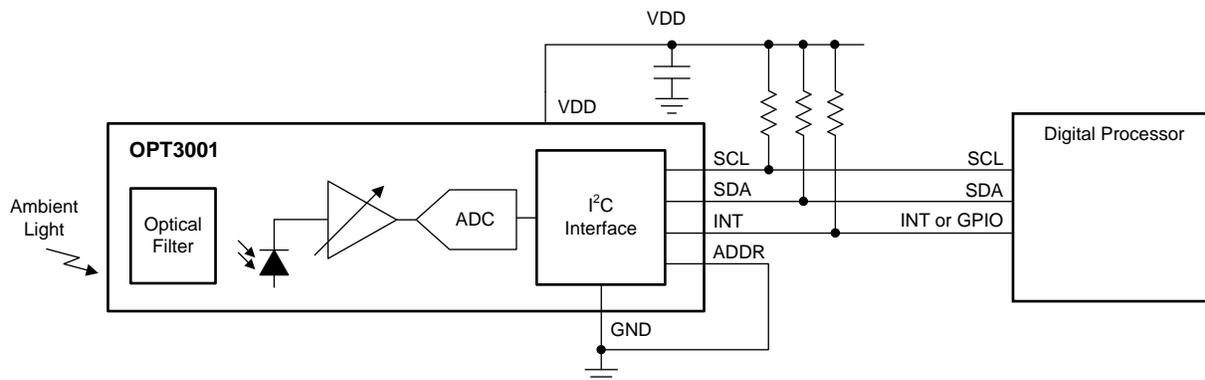 VDD
VDD
OPT3001
Digital Processor
SCL
SCL
SDA
SDA
INT
INT or GPIO
ADDR
Ambient
Light
Optical
Filter
ADC
I²C
Interface
GND